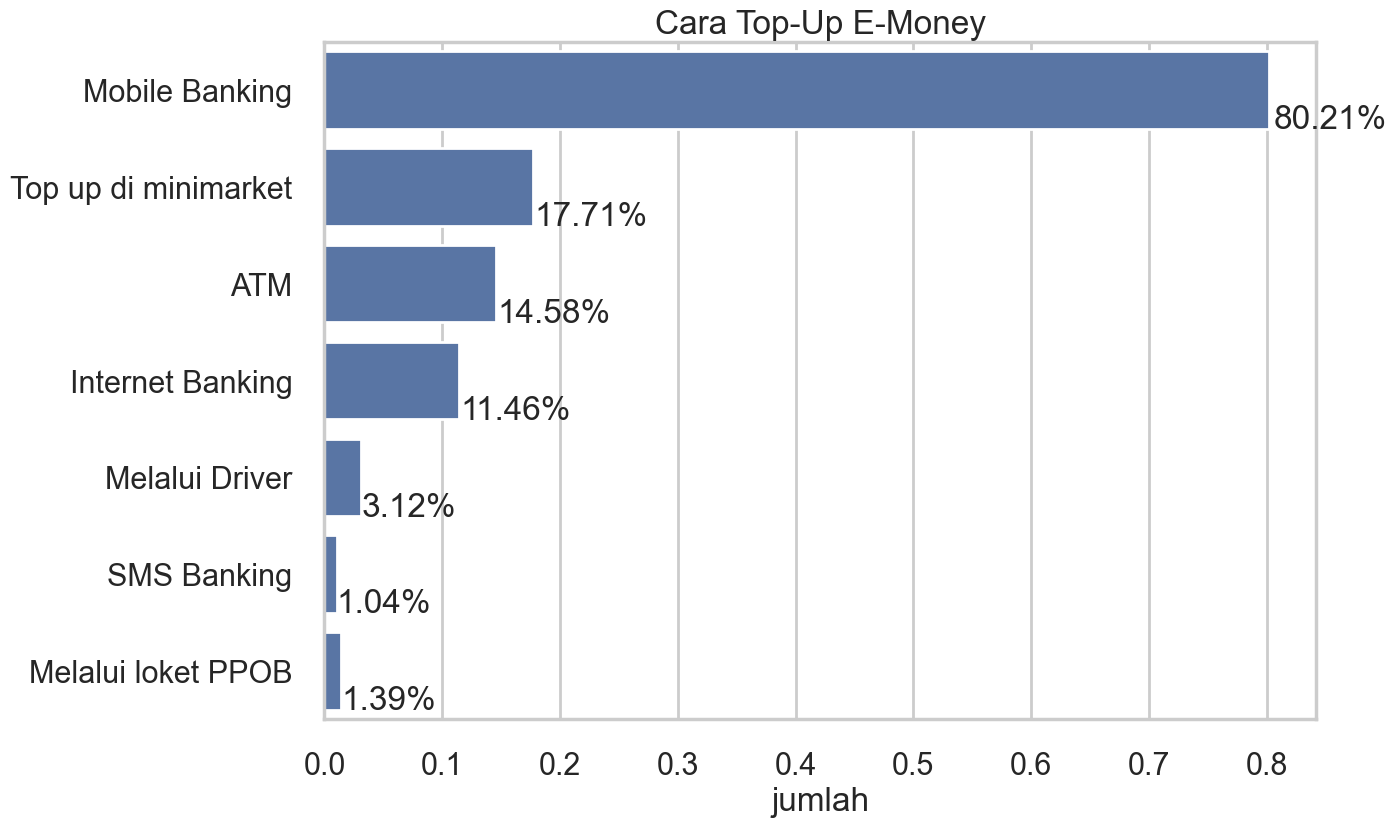 Cara Top-Up E-Money
Mobile Banking
80.21%
Top up di minimarket
17.71%
ATM
14.58%
Internet Banking
11.46%
Melalui Driver
3.12%
SMS Banking
1.04%
Melalui loket PPOB
1.39%
0.0 0.1 0.2 0.3 0.4 0.5 0.6 0.7 0.8
jumlah